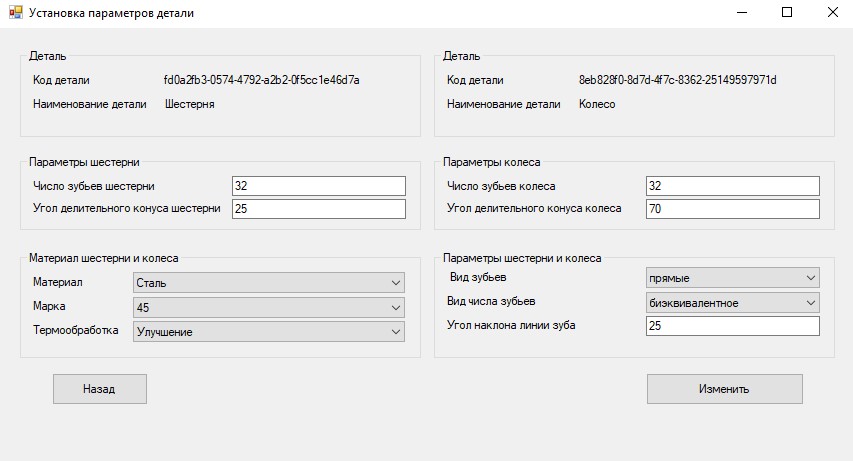 Установка параметров детали
Деталь
Код детали fd0a2fb3-0574-4792-a2b2-0f5cc1e46d7a
Наименование детали Шестерня
Деталь
Код детали 8eb828f0-8d7d-4f7c-8362-25149597971d
Наименование детали Колесо
Параметры шестерни
Число зубьев шестерни 32
Угол делительного конуса шестерни 25
Параметры колеса
Число зубьев колеса 32
Угол делительного конуса колеса 70
Материал шестерни и колеса
Материал Сталь
Марка 45
Термообработка Улучшение
Параметры шестерни и колеса
Вид зубьев прямые
Вид числа зубьев биэквивалентное
Угол наклона линии зуба 25
Назад
Изменить